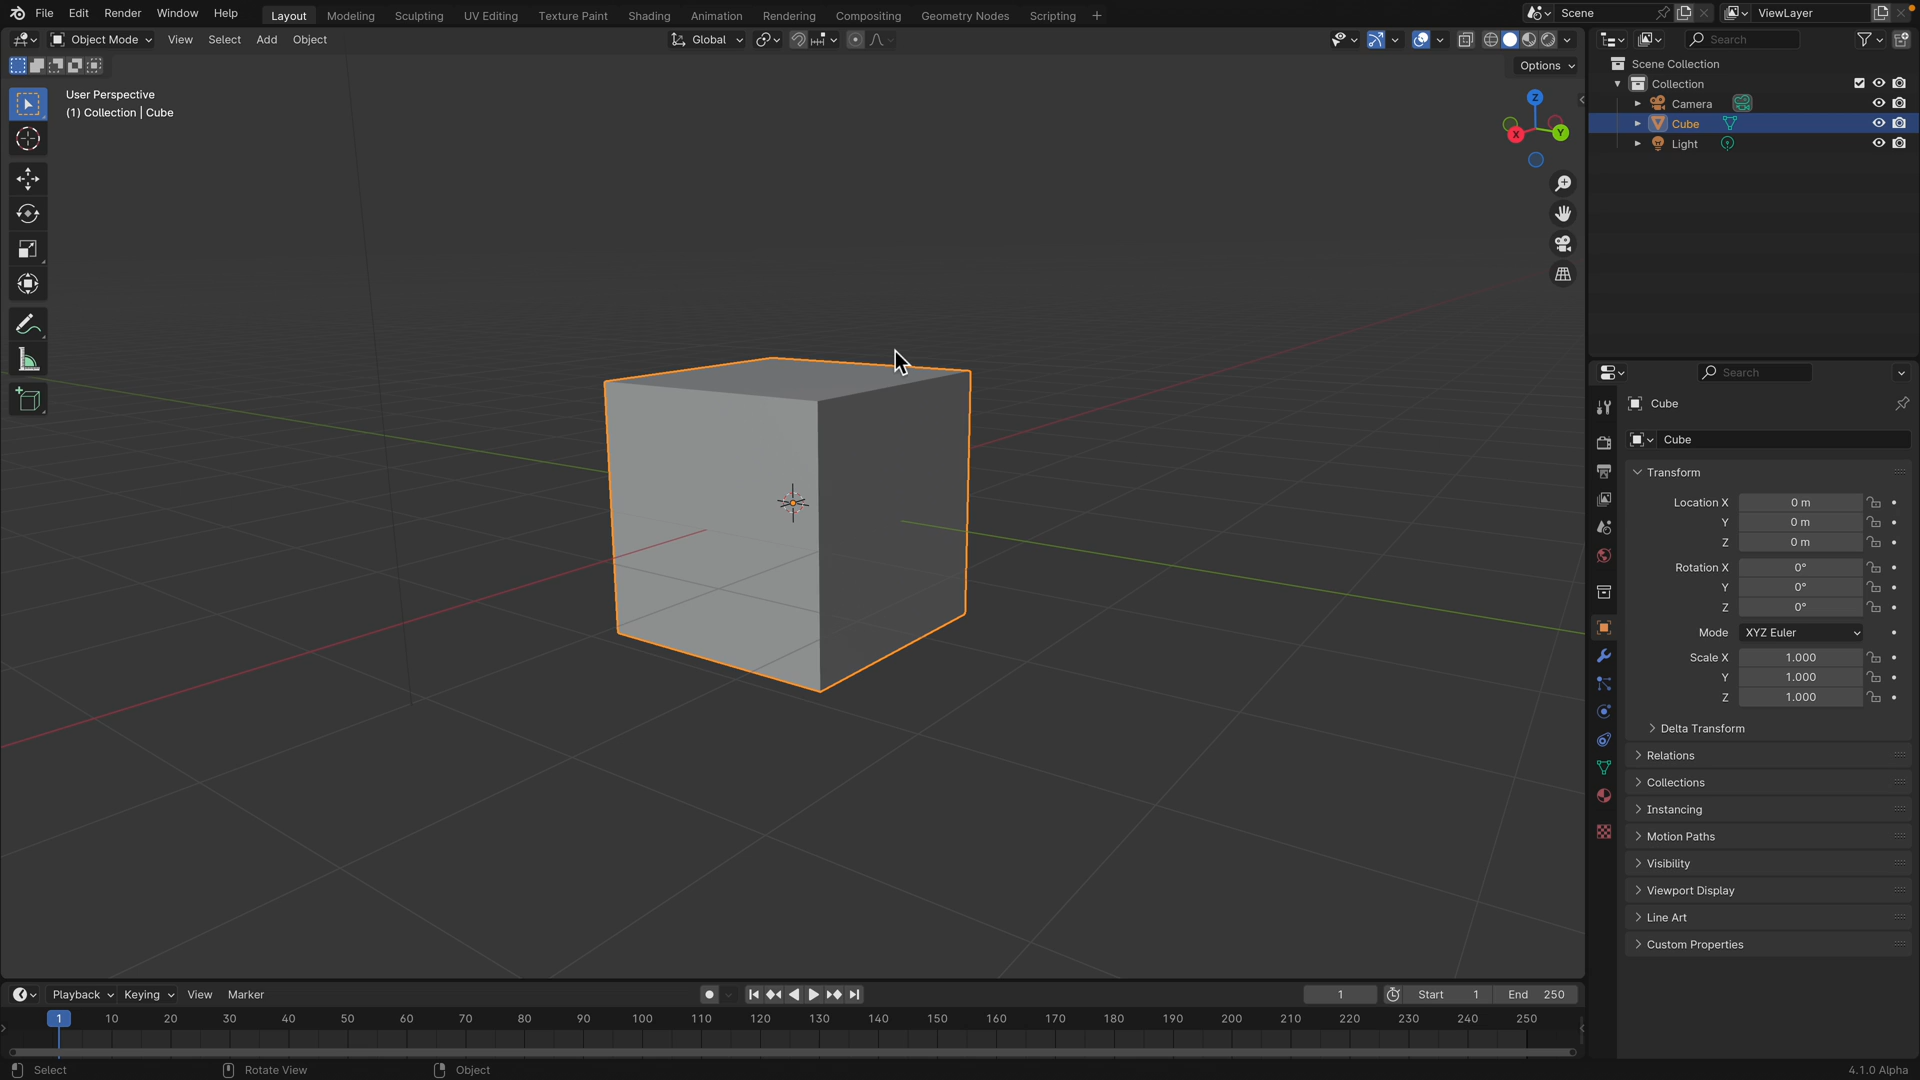 File Edit Render Window Help Layout Modeling Sculpting UV Editing Texture Paint Shading Animation Rendering Compositing Geometry Nodes Scripting + Scene ViewLayer
Object Mode View Select Add Object Global Search
Options
User Perspective
(1) Collection | Cube
Z
X
Y
Scene Collection
Collection
Camera
Cube
Light
Search
Cube
Cube
Transform
Location X 0 m
Y 0 m
Z 0 m
Rotation X 0°
Y 0°
Z 0°
Mode XYZ Euler
Scale X 1.000
Y 1.000
Z 1.000
Delta Transform
Relations
Collections
Instancing
Motion Paths
Visibility
Viewport Display
Line Art
Custom Properties
Playback Keying View Marker 1 Start 1 End 250
1 10 20 30 40 50 60 70 80 90 100 110 120 130 140 150 160 170 180 190 200 210 220 230 240 250
Select Rotate View Object 4.1.0 Alpha